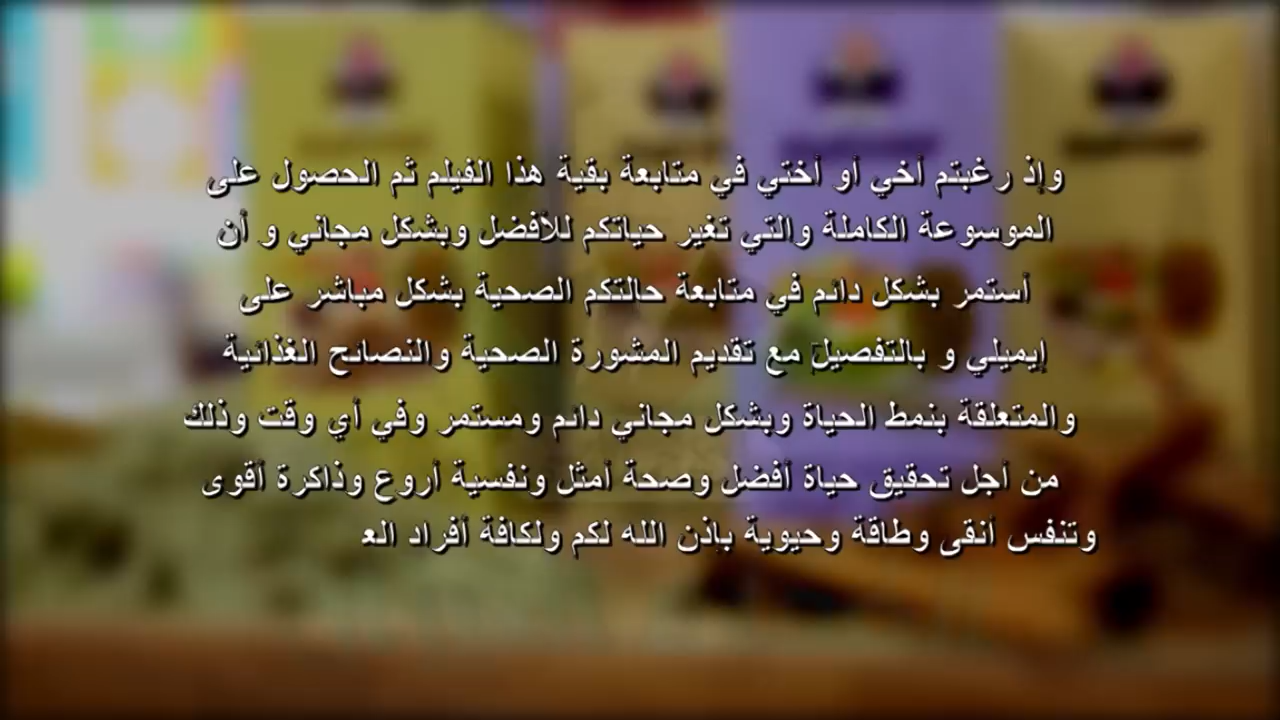 وإذ رغبتم أخي أو أختي في متابعة بقية هذا الفيلم ثم الحصول على
الموسوعة الكاملة والتي تغير حياتكم للأفضل وبشكل مجاني و أن
أستمر بشكل دائم في متابعة حالتكم الصحية بشكل مباشر على
إيميلي و بالتفصيل مع تقديم المشورة الصحية والنصائح الغذائية
والمتعلقة بنمط الحياة وبشكل مجاني دائم ومستمر وفي أي وقت وذلك
من أجل تحقيق حياة أفضل وصحة أمثل ونفسية أروع وذاكرة أقوى
وتنفس أنقى وطاقة وحيوية بإذن الله لكم ولكافة أفراد الع